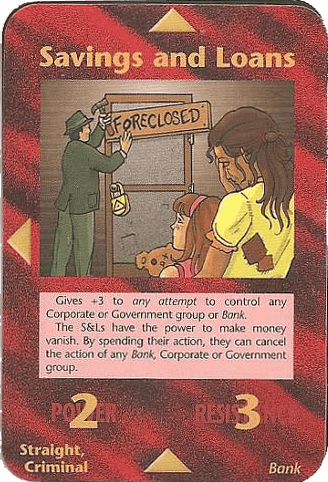 Savings and Loans
FORECLOSED
Gives +3 to any attempt to control any
Corporate or Government group or Bank.
The S&Ls have the power to make money
vanish. By spending their action, they can cancel
the action of any Bank, Corporate or Government
group.
POWER 2 RESISTANCE 3
Straight,
Criminal
Bank